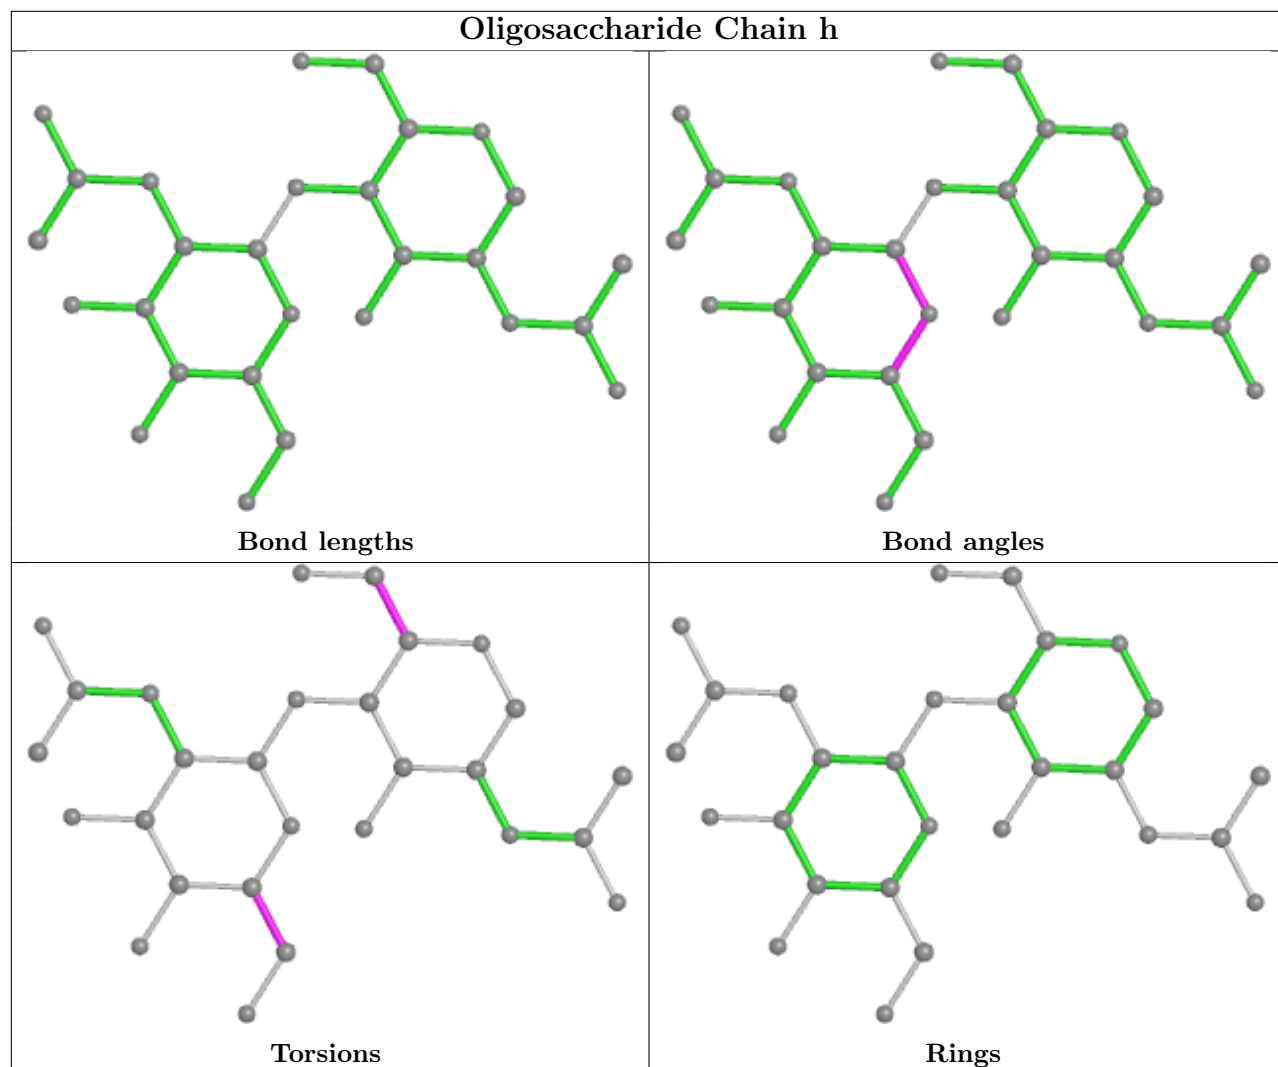 Oligosaccharide Chain h
Bond lengths
Bond angles
Torsions
Rings